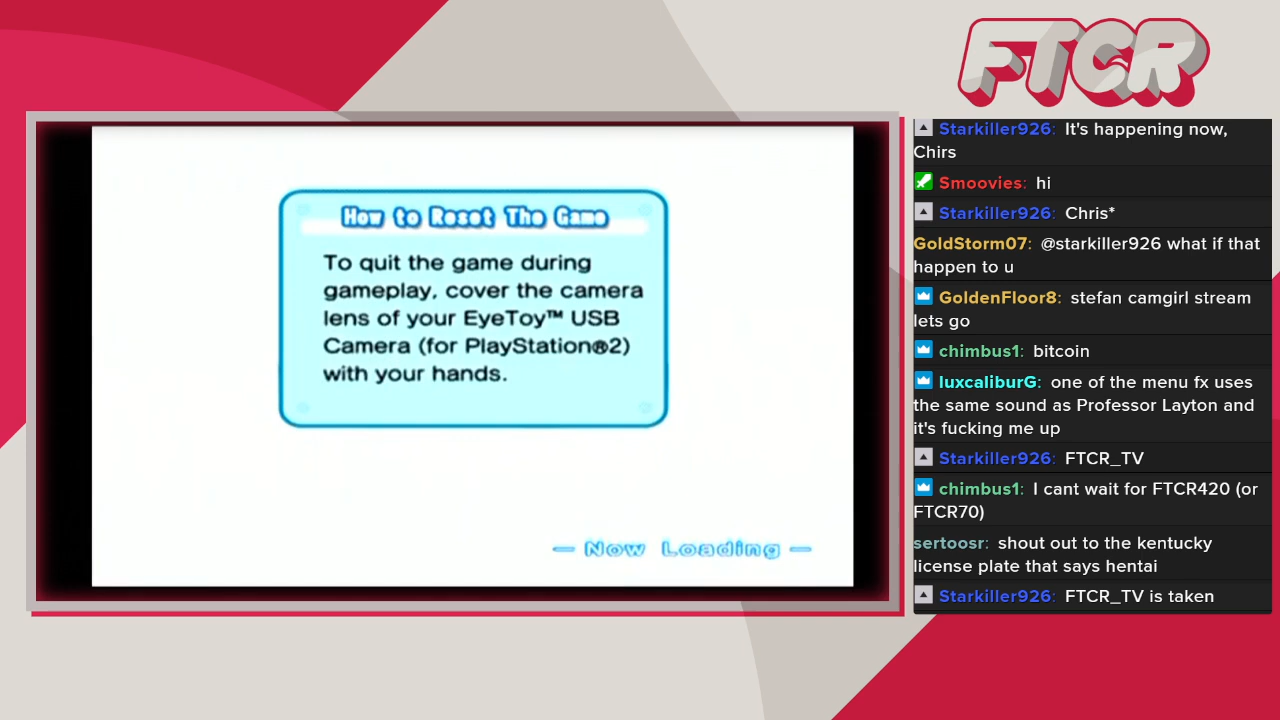 FTCR
How to Reset The Game
To quit the game during
gameplay, cover the camera
lens of your EyeToy™ USB
Camera (for PlayStation®2)
with your hands.
— Now Loading —
Starkiller926: It's happening now,
Chirs
Smoovies: hi
Starkiller926: Chris*
GoldStorm07: @starkiller926 what if that
happen to u
GoldenFloor8: stefan camgirl stream
lets go
chimbus1: bitcoin
luxcaliburG: one of the menu fx uses
the same sound as Professor Layton and
it's fucking me up
Starkiller926: FTCR_TV
chimbus1: I cant wait for FTCR420 (or
FTCR70)
sertoosr: shout out to the kentucky
license plate that says hentai
Starkiller926: FTCR_TV is taken